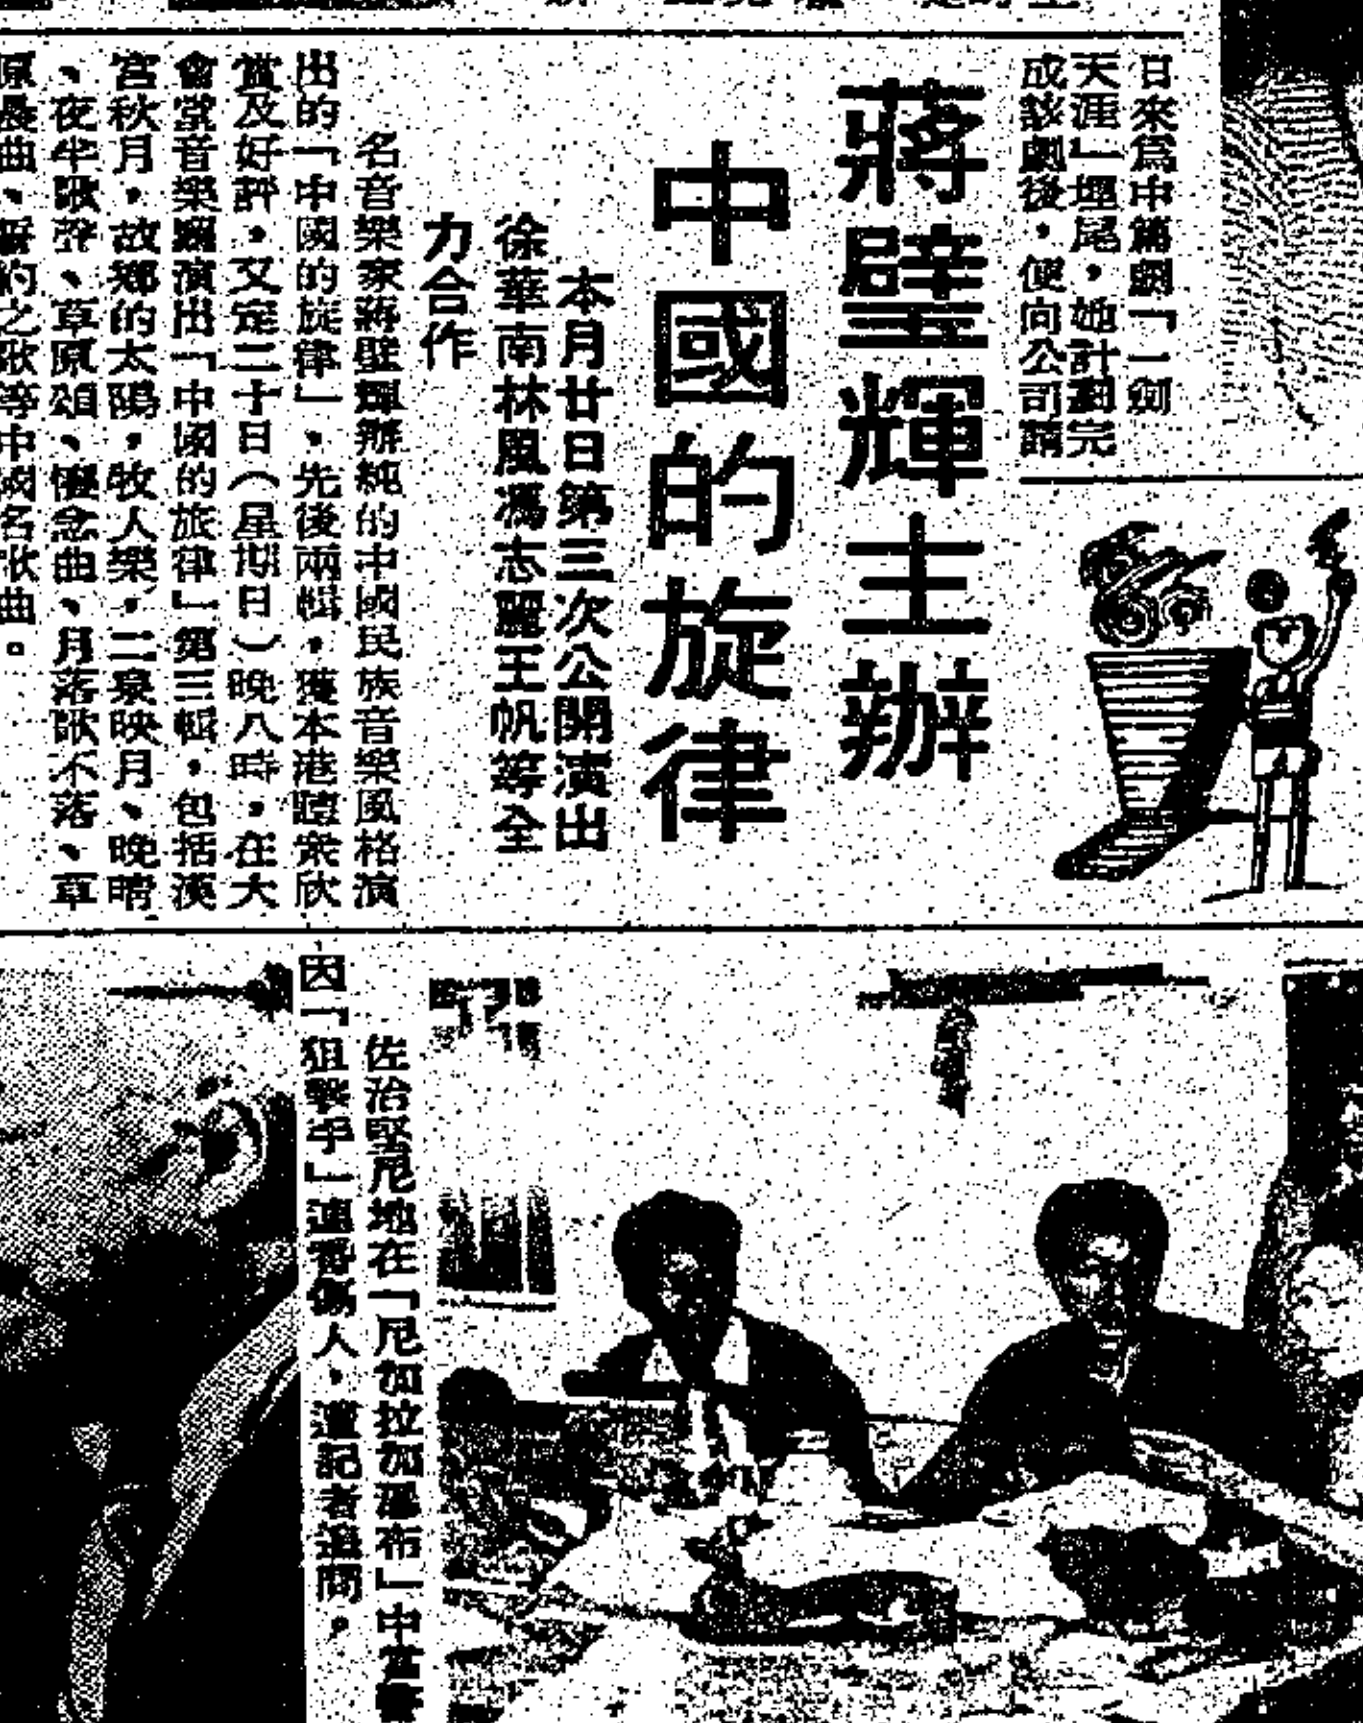 日來為中篇劇「一劍
天涯」埋尾，她計劃完
成該劇後，便向公司請
蔣璧輝主辦
中國的旋律
本月廿日第三次公開演出
徐華南林風馮志麗王帆等全
力合作
名音樂家蔣璧輝辦純的中國民族音樂風格演
出的「中國的旋律」，先後兩輯，獲本港聽衆欣
賞及好評，又定二十日（星期日）晚八時，在大
會堂音樂廳演出「中國的旋律」第三輯，包括漢
宮秋月，故鄉的太陽，牧人樂，二泉映月、晚晴
、夜半歌聲、草原頌、懷念曲、月落歌不落、草
原晨曲、誓約之歌等中國名歌曲。
佐治堅尼地在「尼加拉加瀑布」中當
因「狙擊手」連番傷人，遭記者追問，